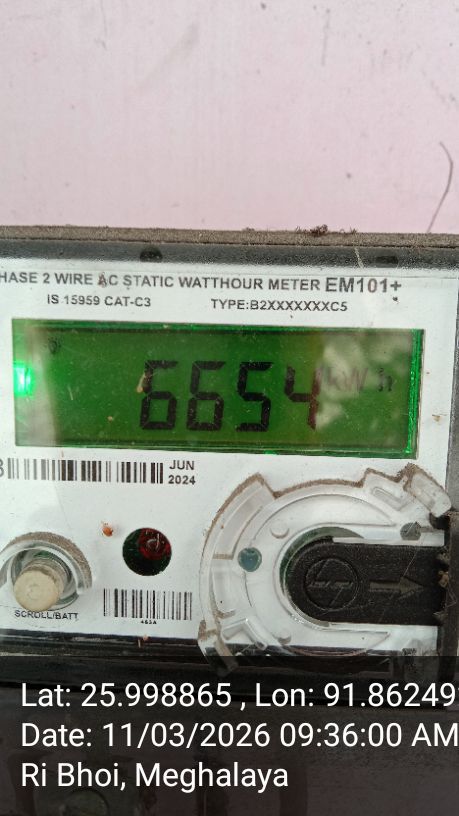 HASE 2 WIRE AC STATIC WATTHOUR METER EM101+
IS 15959 CAT-C3 TYPE:B2XXXXXXXC5
6654 kWh
JUN
2024
SCROLL/BATT
Lat: 25.998865 , Lon: 91.86249
Date: 11/03/2026 09:36:00 AM
Ri Bhoi, Meghalaya